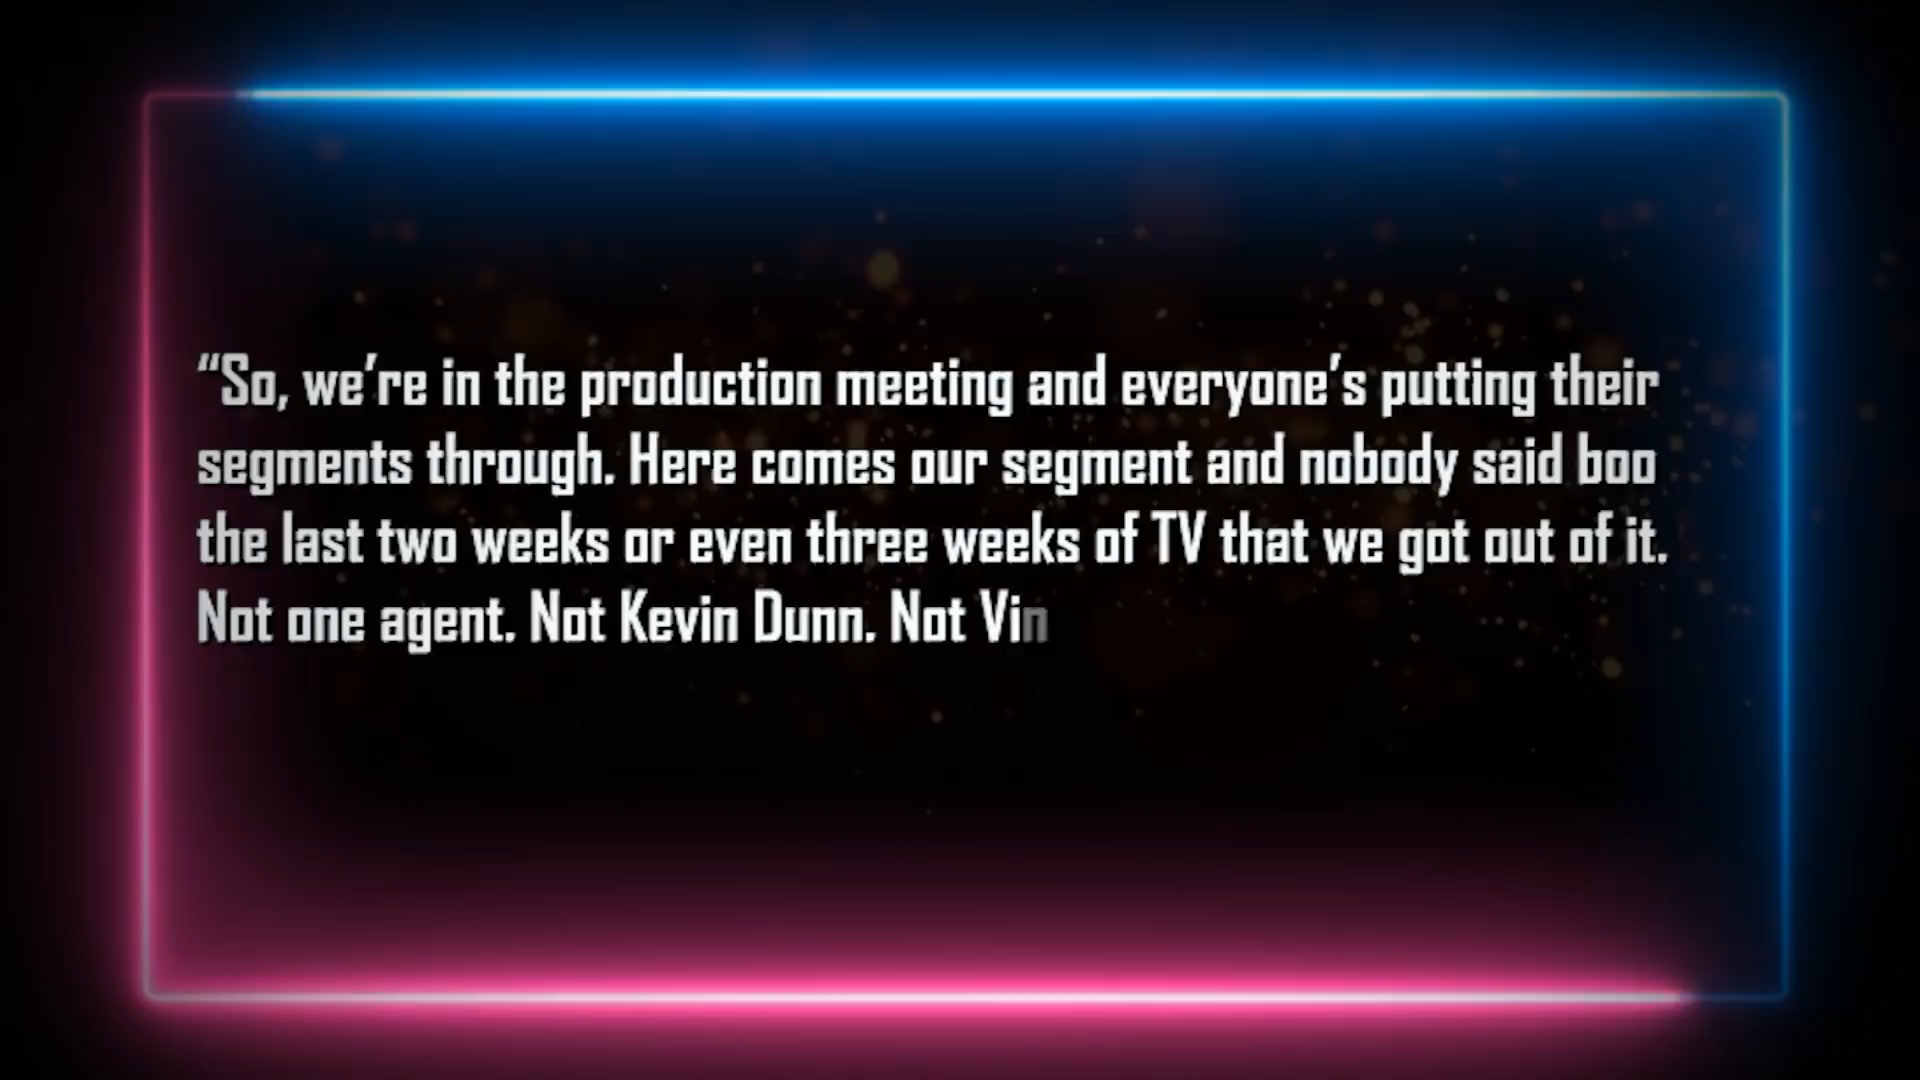 “So, we’re in the production meeting and everyone’s putting their
segments through. Here comes our segment and nobody said boo
the last two weeks or even three weeks of TV that we got out of it.
Not one agent. Not Kevin Dunn. Not Vin